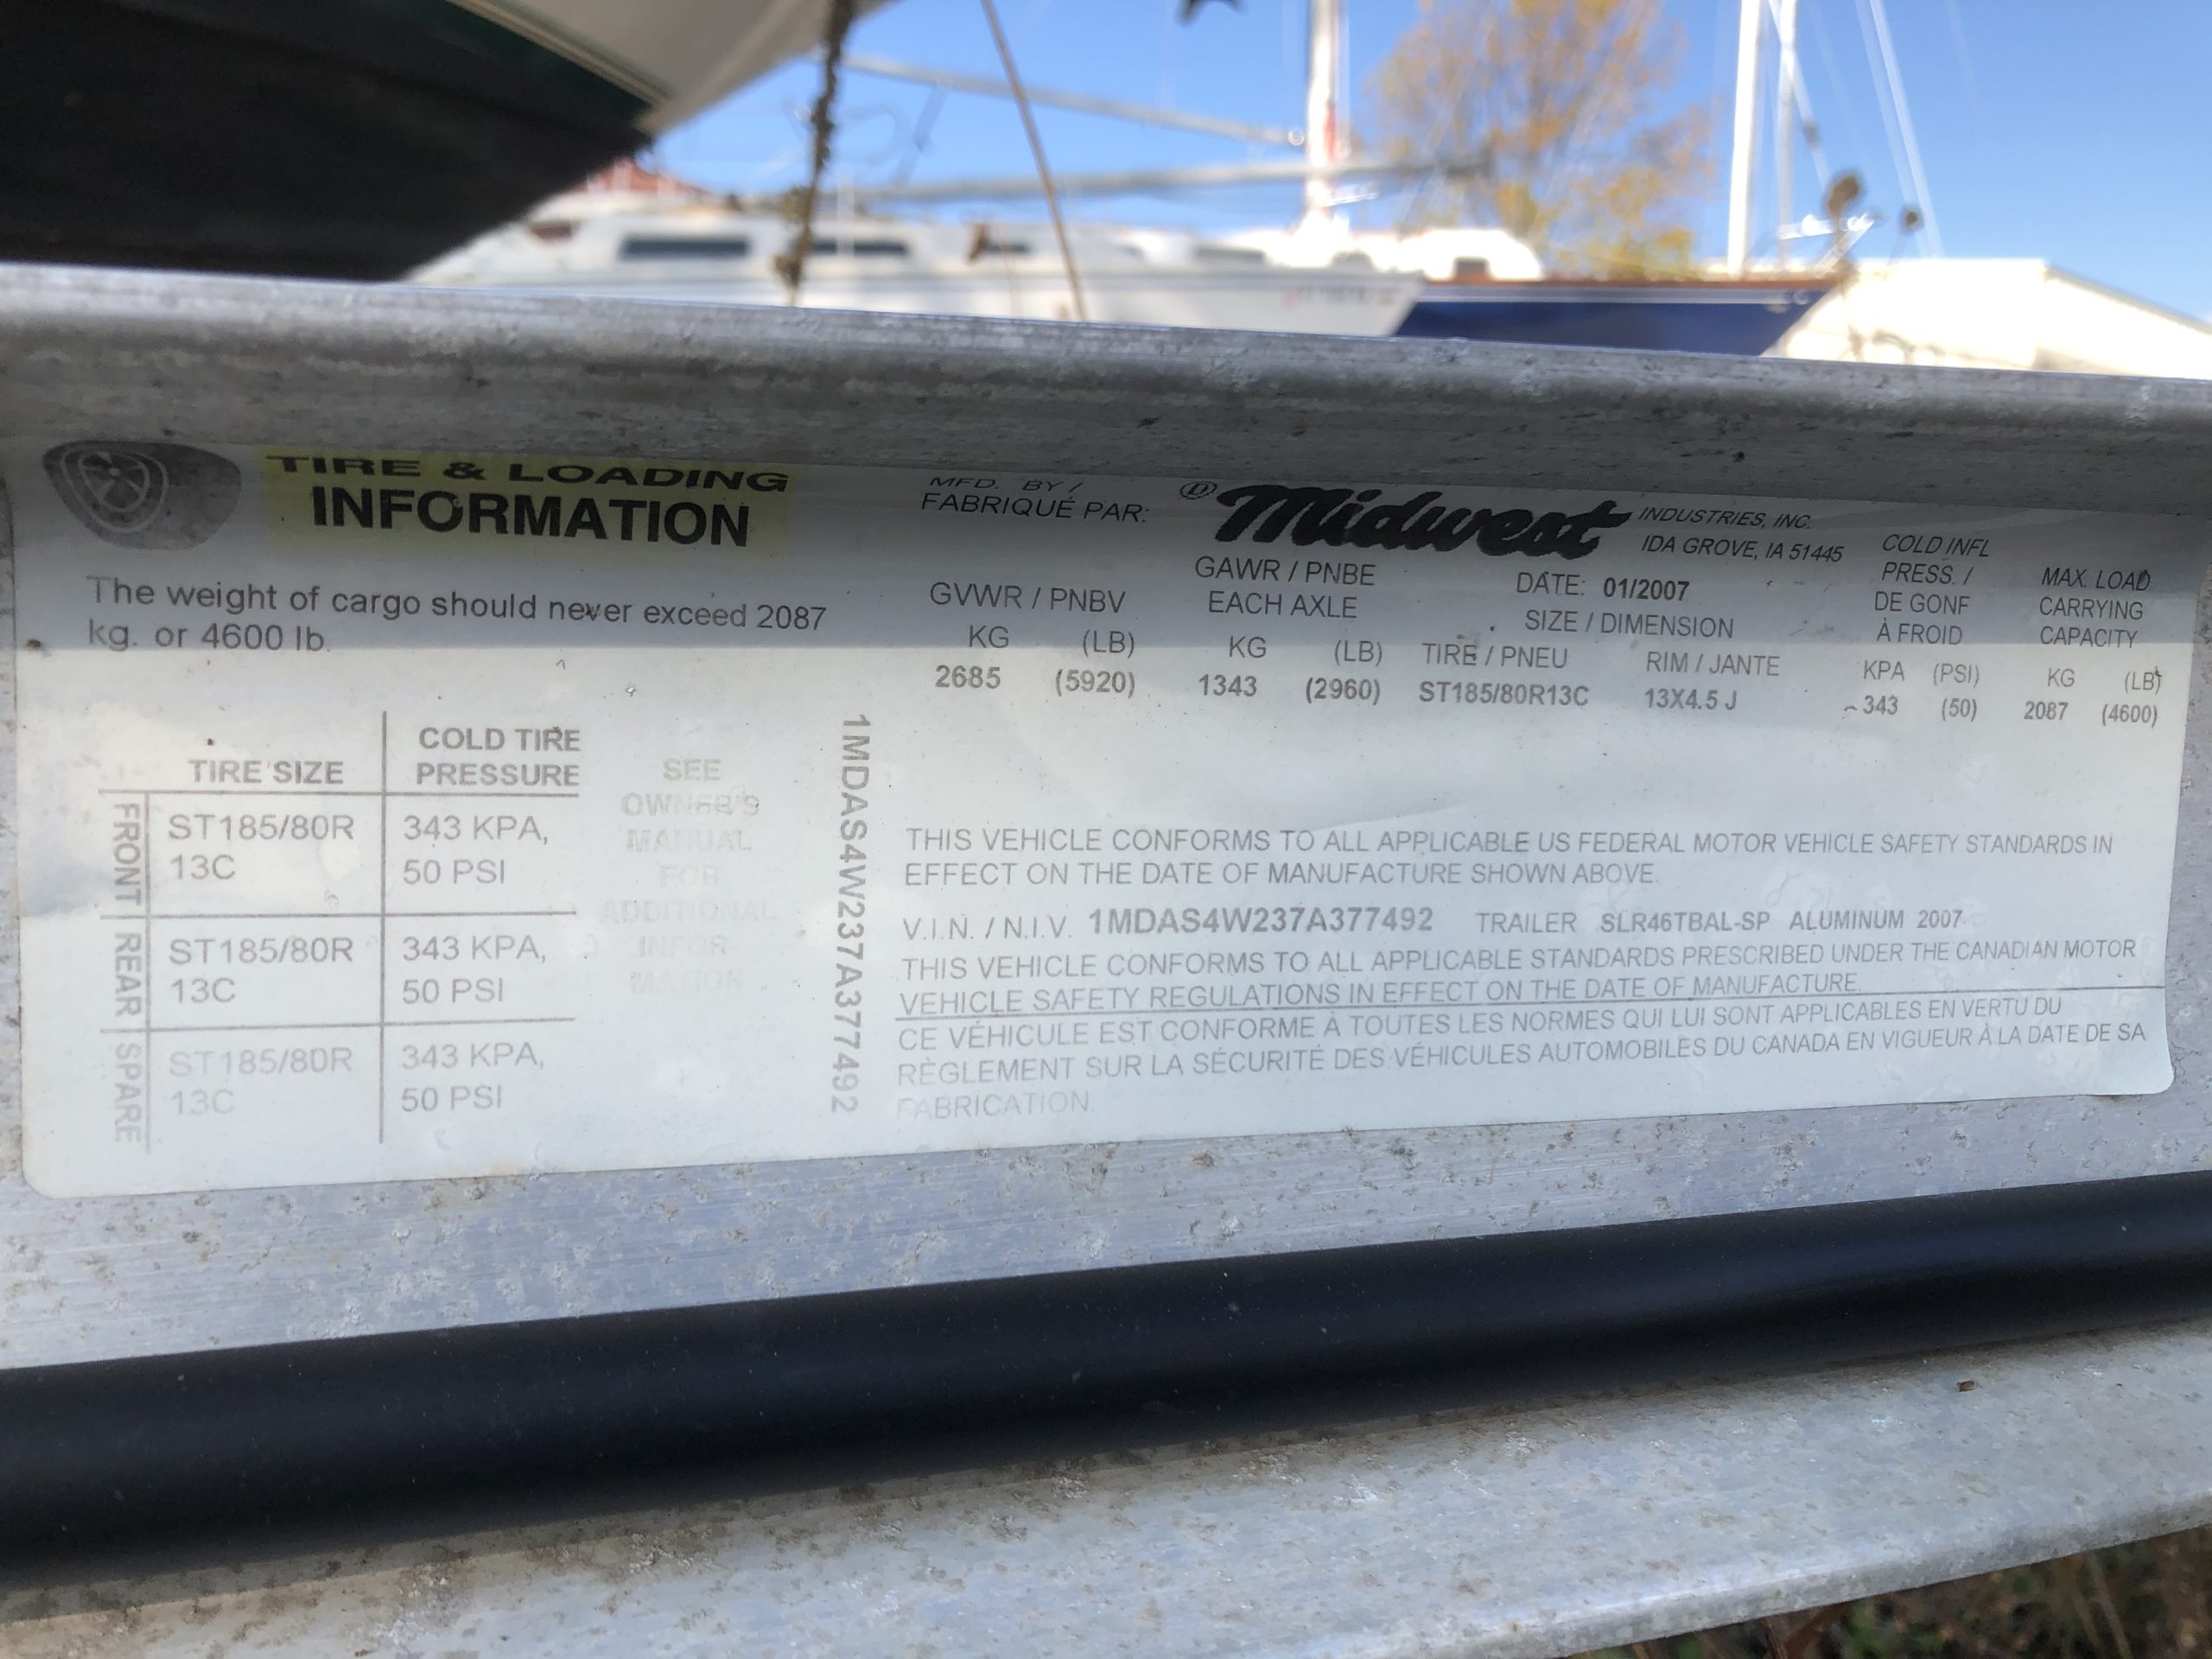 TIRE & LOADING
INFORMATION
The weight of cargo should never exceed 2087
kg. or 4600 lb.
TIRE SIZE
COLD TIRE
PRESSURE
FRONT
ST185/80R
13C
343 KPA,
50 PSI
REAR
ST185/80R
13C
343 KPA,
50 PSI
SPARE
ST185/80R
13C
343 KPA,
50 PSI
SEE
OWNER'S
MANUAL
FOR
ADDITIONAL
INFOR
MATION
1MDAS4W237A377492
MFD. BY /
FABRIQUÉ PAR:
Midwest
INDUSTRIES, INC.
IDA GROVE, IA 51445
GVWR / PNBV
KG (LB)
2685 (5920)
GAWR / PNBE
EACH AXLE
KG (LB)
1343 (2960)
DATE: 01/2007
SIZE / DIMENSION
TIRE / PNEU RIM / JANTE
ST185/80R13C 13X4.5 J
COLD INFL
PRESS. /
DE GONF
À FROID
KPA (PSI)
343 (50)
MAX. LOAD
CARRYING
CAPACITY
KG (LB)
2087 (4600)
THIS VEHICLE CONFORMS TO ALL APPLICABLE US FEDERAL MOTOR VEHICLE SAFETY STANDARDS IN
EFFECT ON THE DATE OF MANUFACTURE SHOWN ABOVE.
V.I.N. / N.I.V. 1MDAS4W237A377492 TRAILER SLR46TBAL-SP ALUMINUM 2007
THIS VEHICLE CONFORMS TO ALL APPLICABLE STANDARDS PRESCRIBED UNDER THE CANADIAN MOTOR
VEHICLE SAFETY REGULATIONS IN EFFECT ON THE DATE OF MANUFACTURE.
CE VÉHICULE EST CONFORME À TOUTES LES NORMES QUI LUI SONT APPLICABLES EN VERTU DU
RÈGLEMENT SUR LA SÉCURITÉ DES VÉHICULES AUTOMOBILES DU CANADA EN VIGUEUR À LA DATE DE SA
FABRICATION.